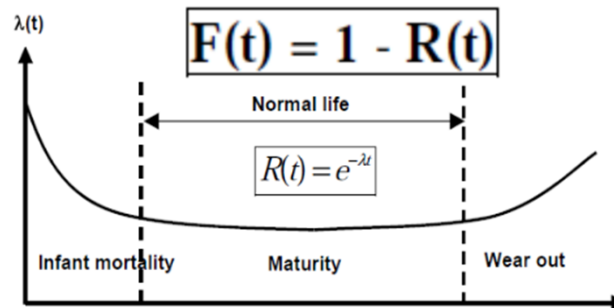 λ(t)
F(t) = 1 - R(t)
Normal life
R(t) = e^{-λt}
Infant mortality
Maturity
Wear out